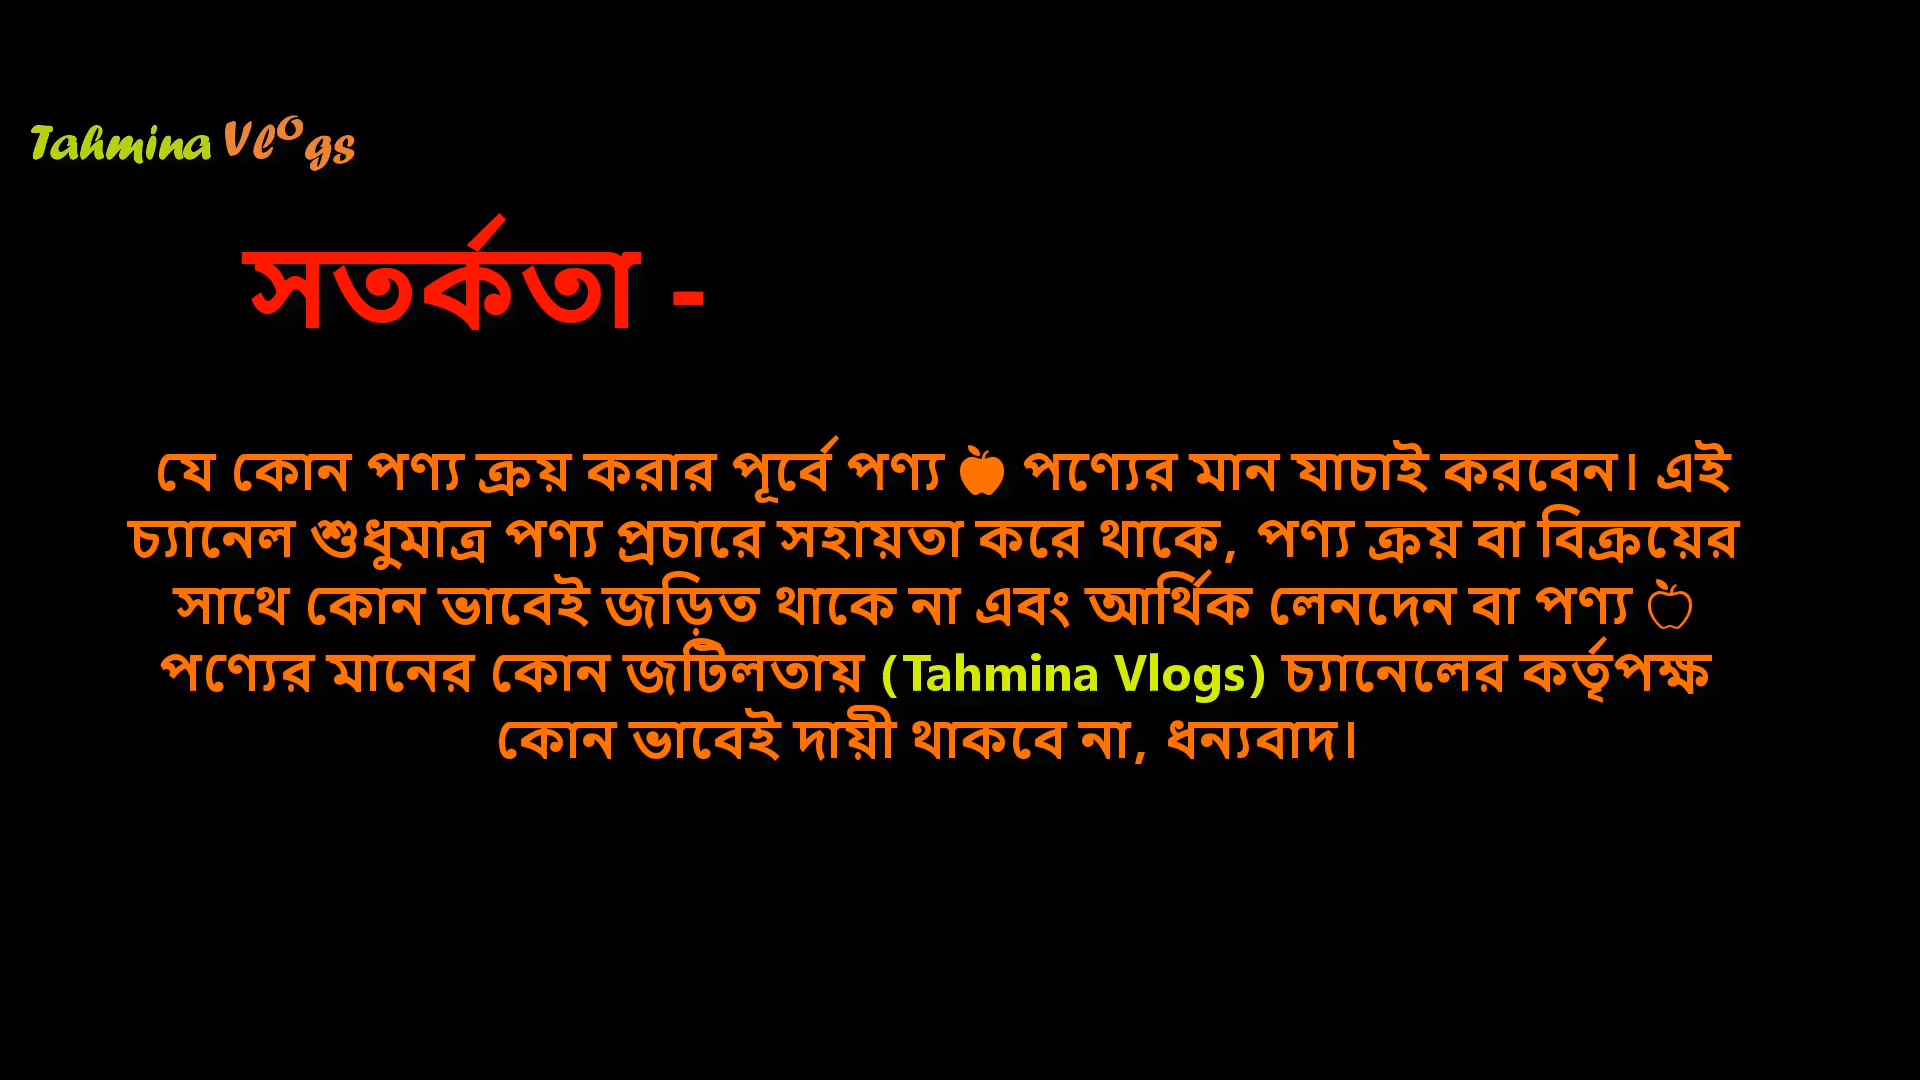 Tahmina Vlogs
সতর্কতা -
যে কোন পণ্য ক্রয় করার পূর্বে পণ্য 🍎 পণ্যের মান যাচাই করবেন। এই
চ্যানেল শুধুমাত্র পণ্য প্রচারে সহায়তা করে থাকে, পণ্য ক্রয় বা বিক্রয়ের
সাথে কোন ভাবেই জড়িত থাকে না এবং আর্থিক লেনদেন বা পণ্য 🍎
পণ্যের মানের কোন জটিলতায় (Tahmina Vlogs) চ্যানেলের কর্তৃপক্ষ
কোন ভাবেই দায়ী থাকবে না, ধন্যবাদ।